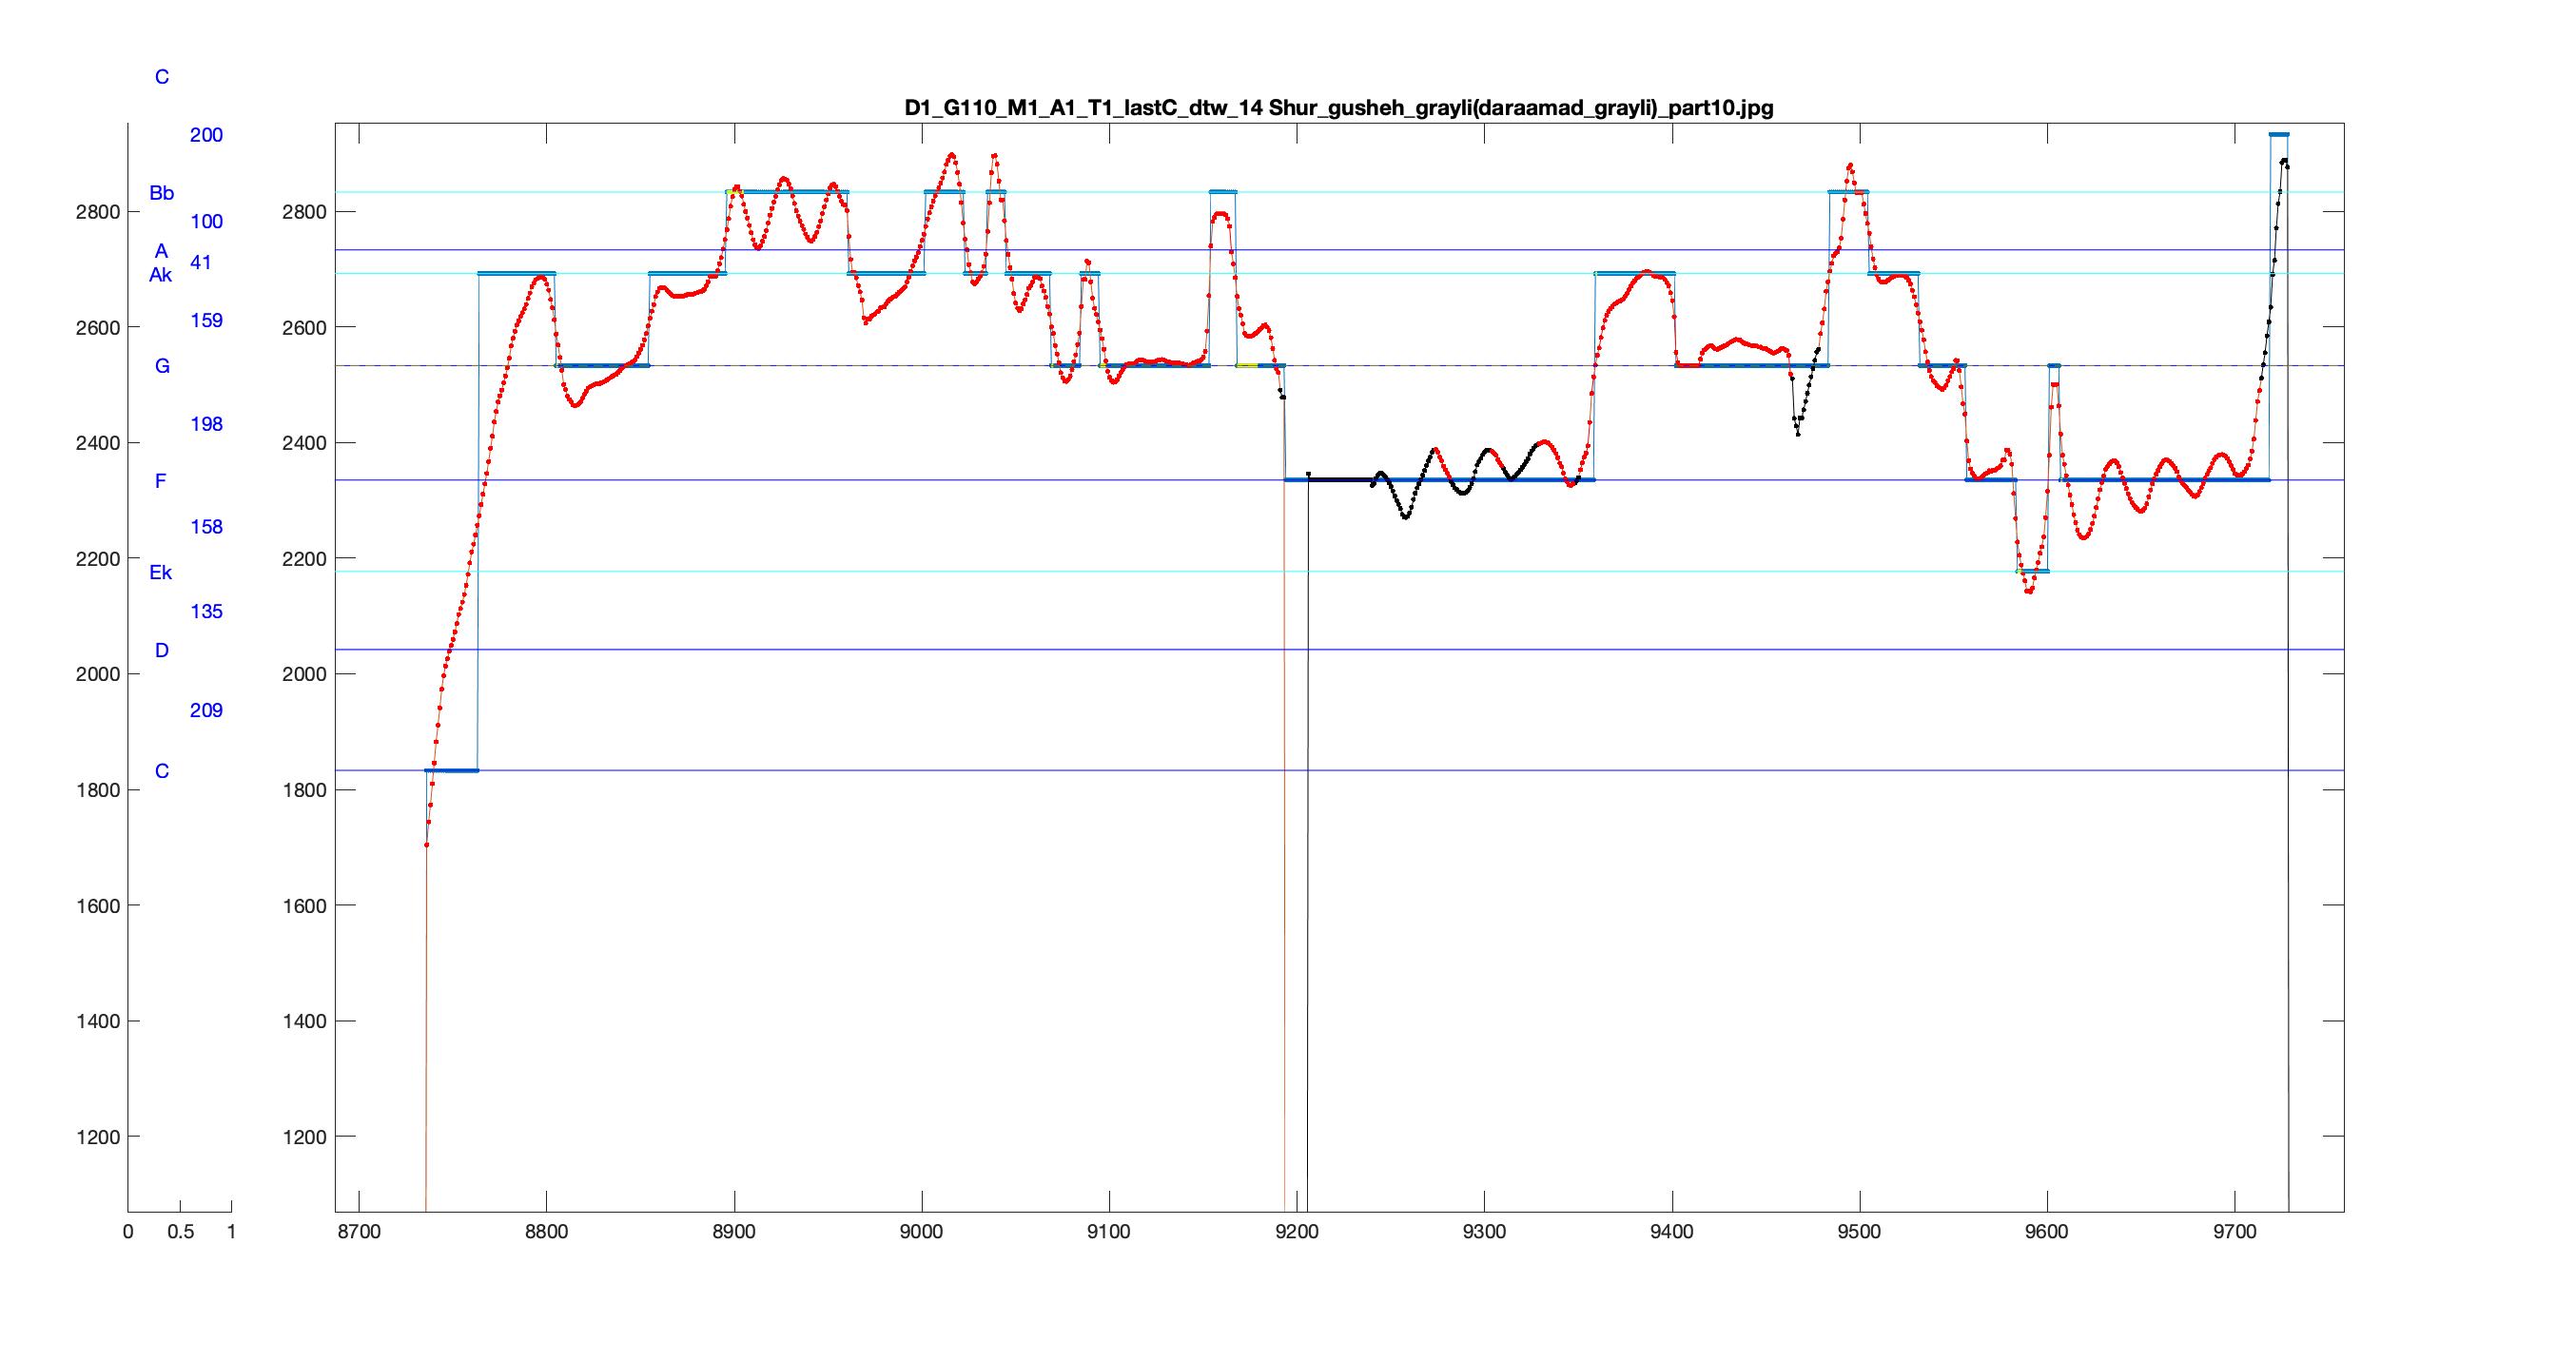 D1_G110_M1_A1_T1_lastC_dtw_14 Shur_gusheh_grayli(daraamad_grayli)_part10.jpg
C
200
Bb
2800
2800
100
A
41
Ak
2600
2600
159
G
198
2400
2400
F
158
2200
2200
Ek
135
D
2000
2000
209
C
1800
1800
1600
1600
1400
1400
1200
1200
0 0.5 1
8700 8800 8900 9000 9100 9200 9300 9400 9500 9600 9700